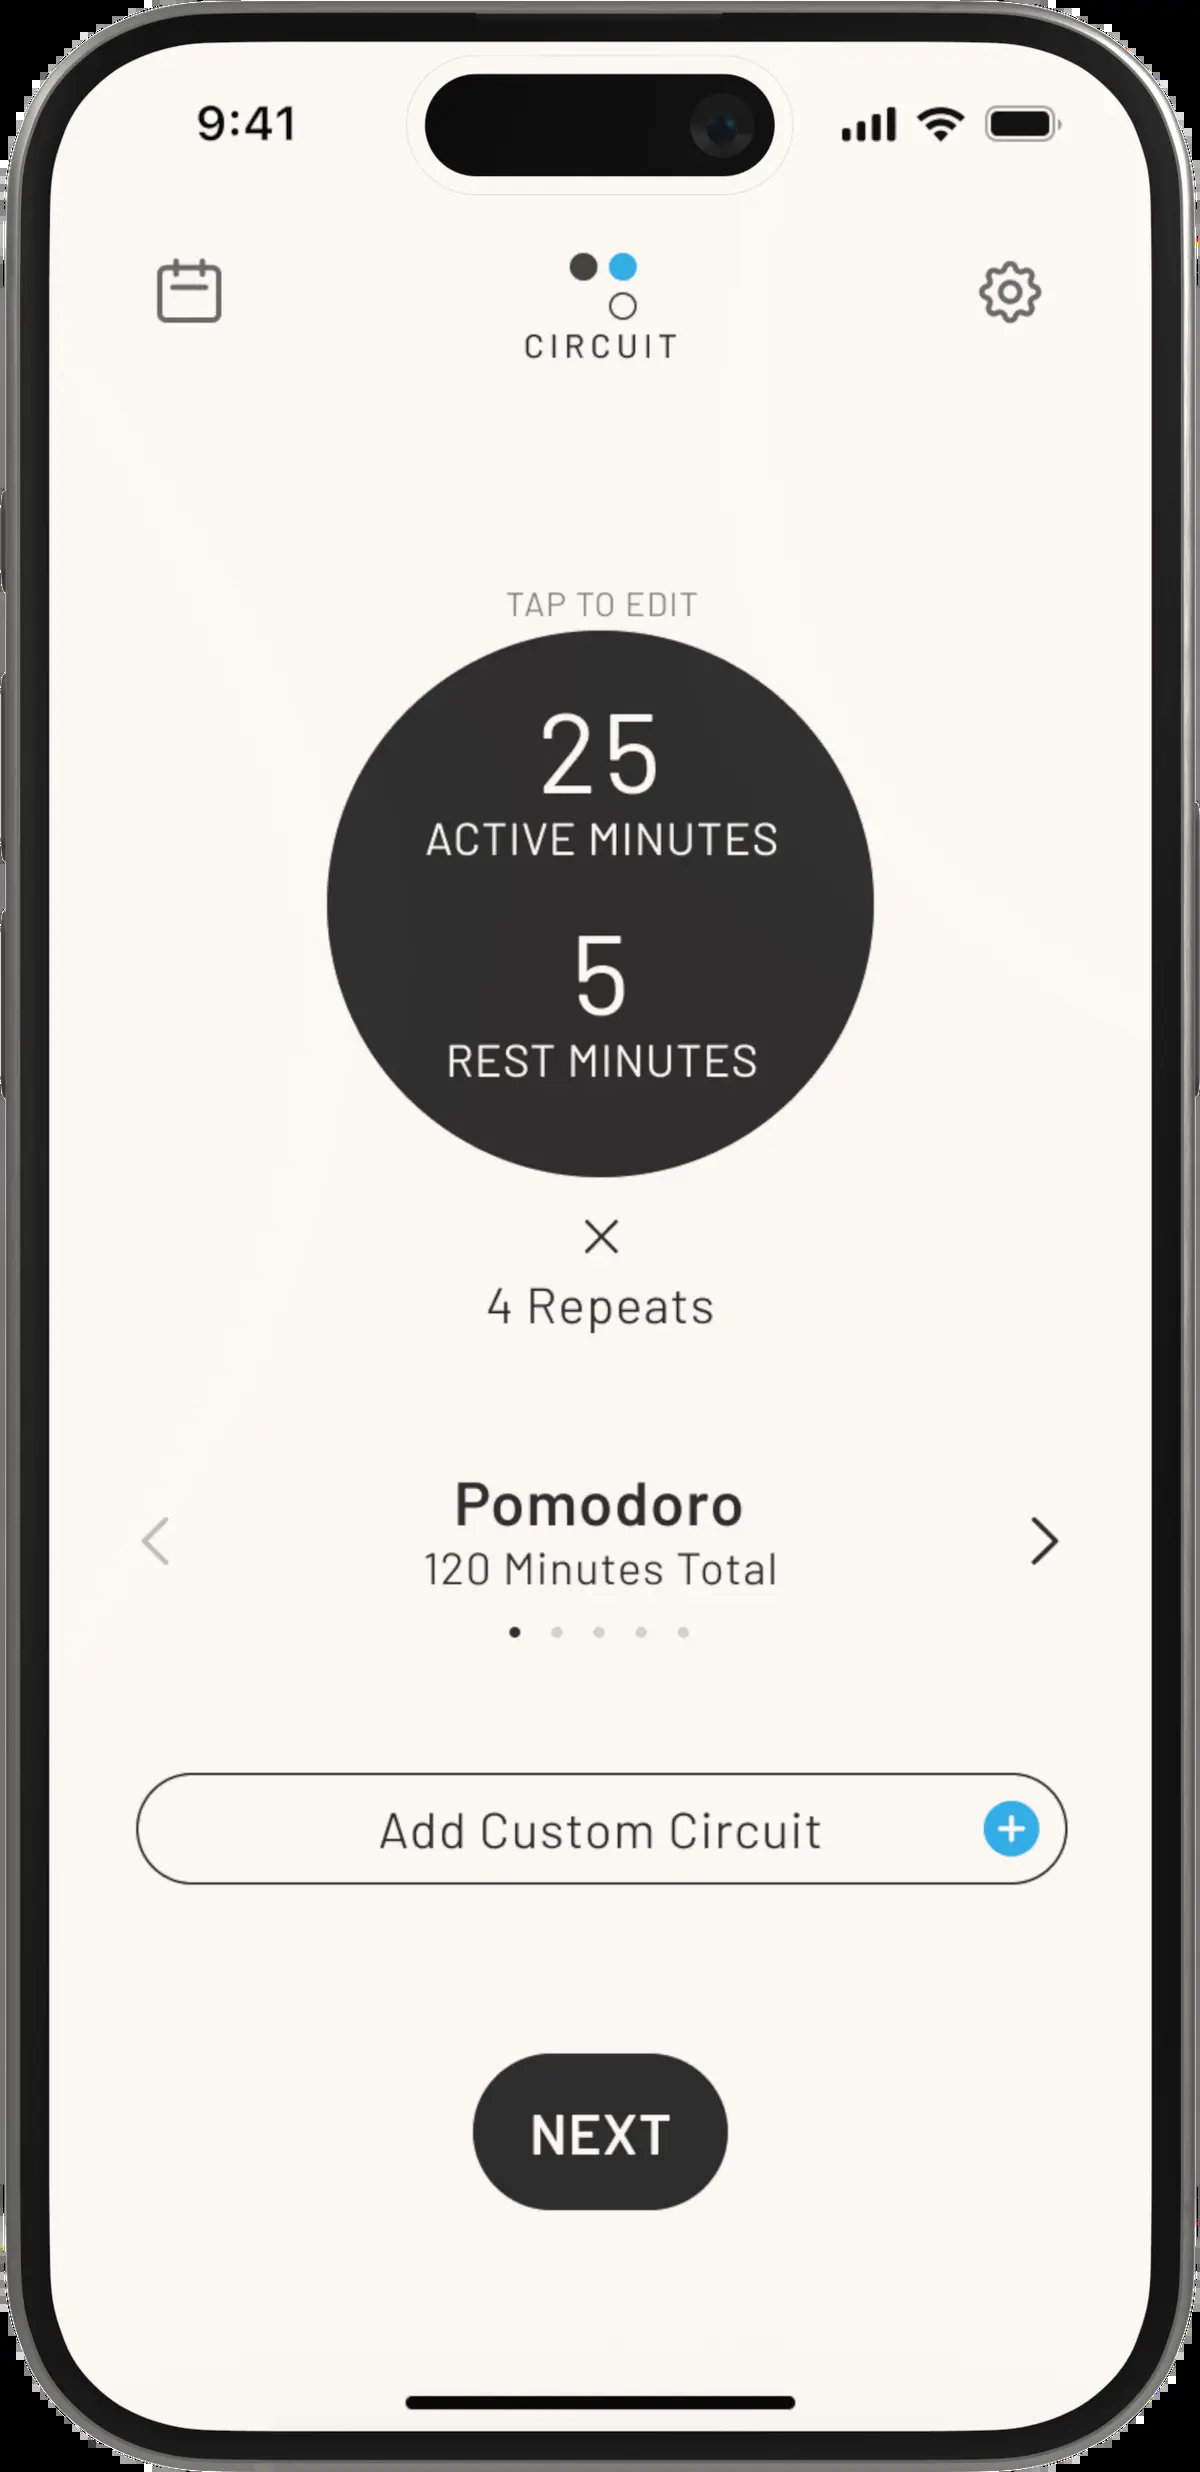 9:41
CIRCUIT
TAP TO EDIT
25
ACTIVE MINUTES
5
REST MINUTES
×
4 Repeats
Pomodoro
120 Minutes Total
Add Custom Circuit
NEXT